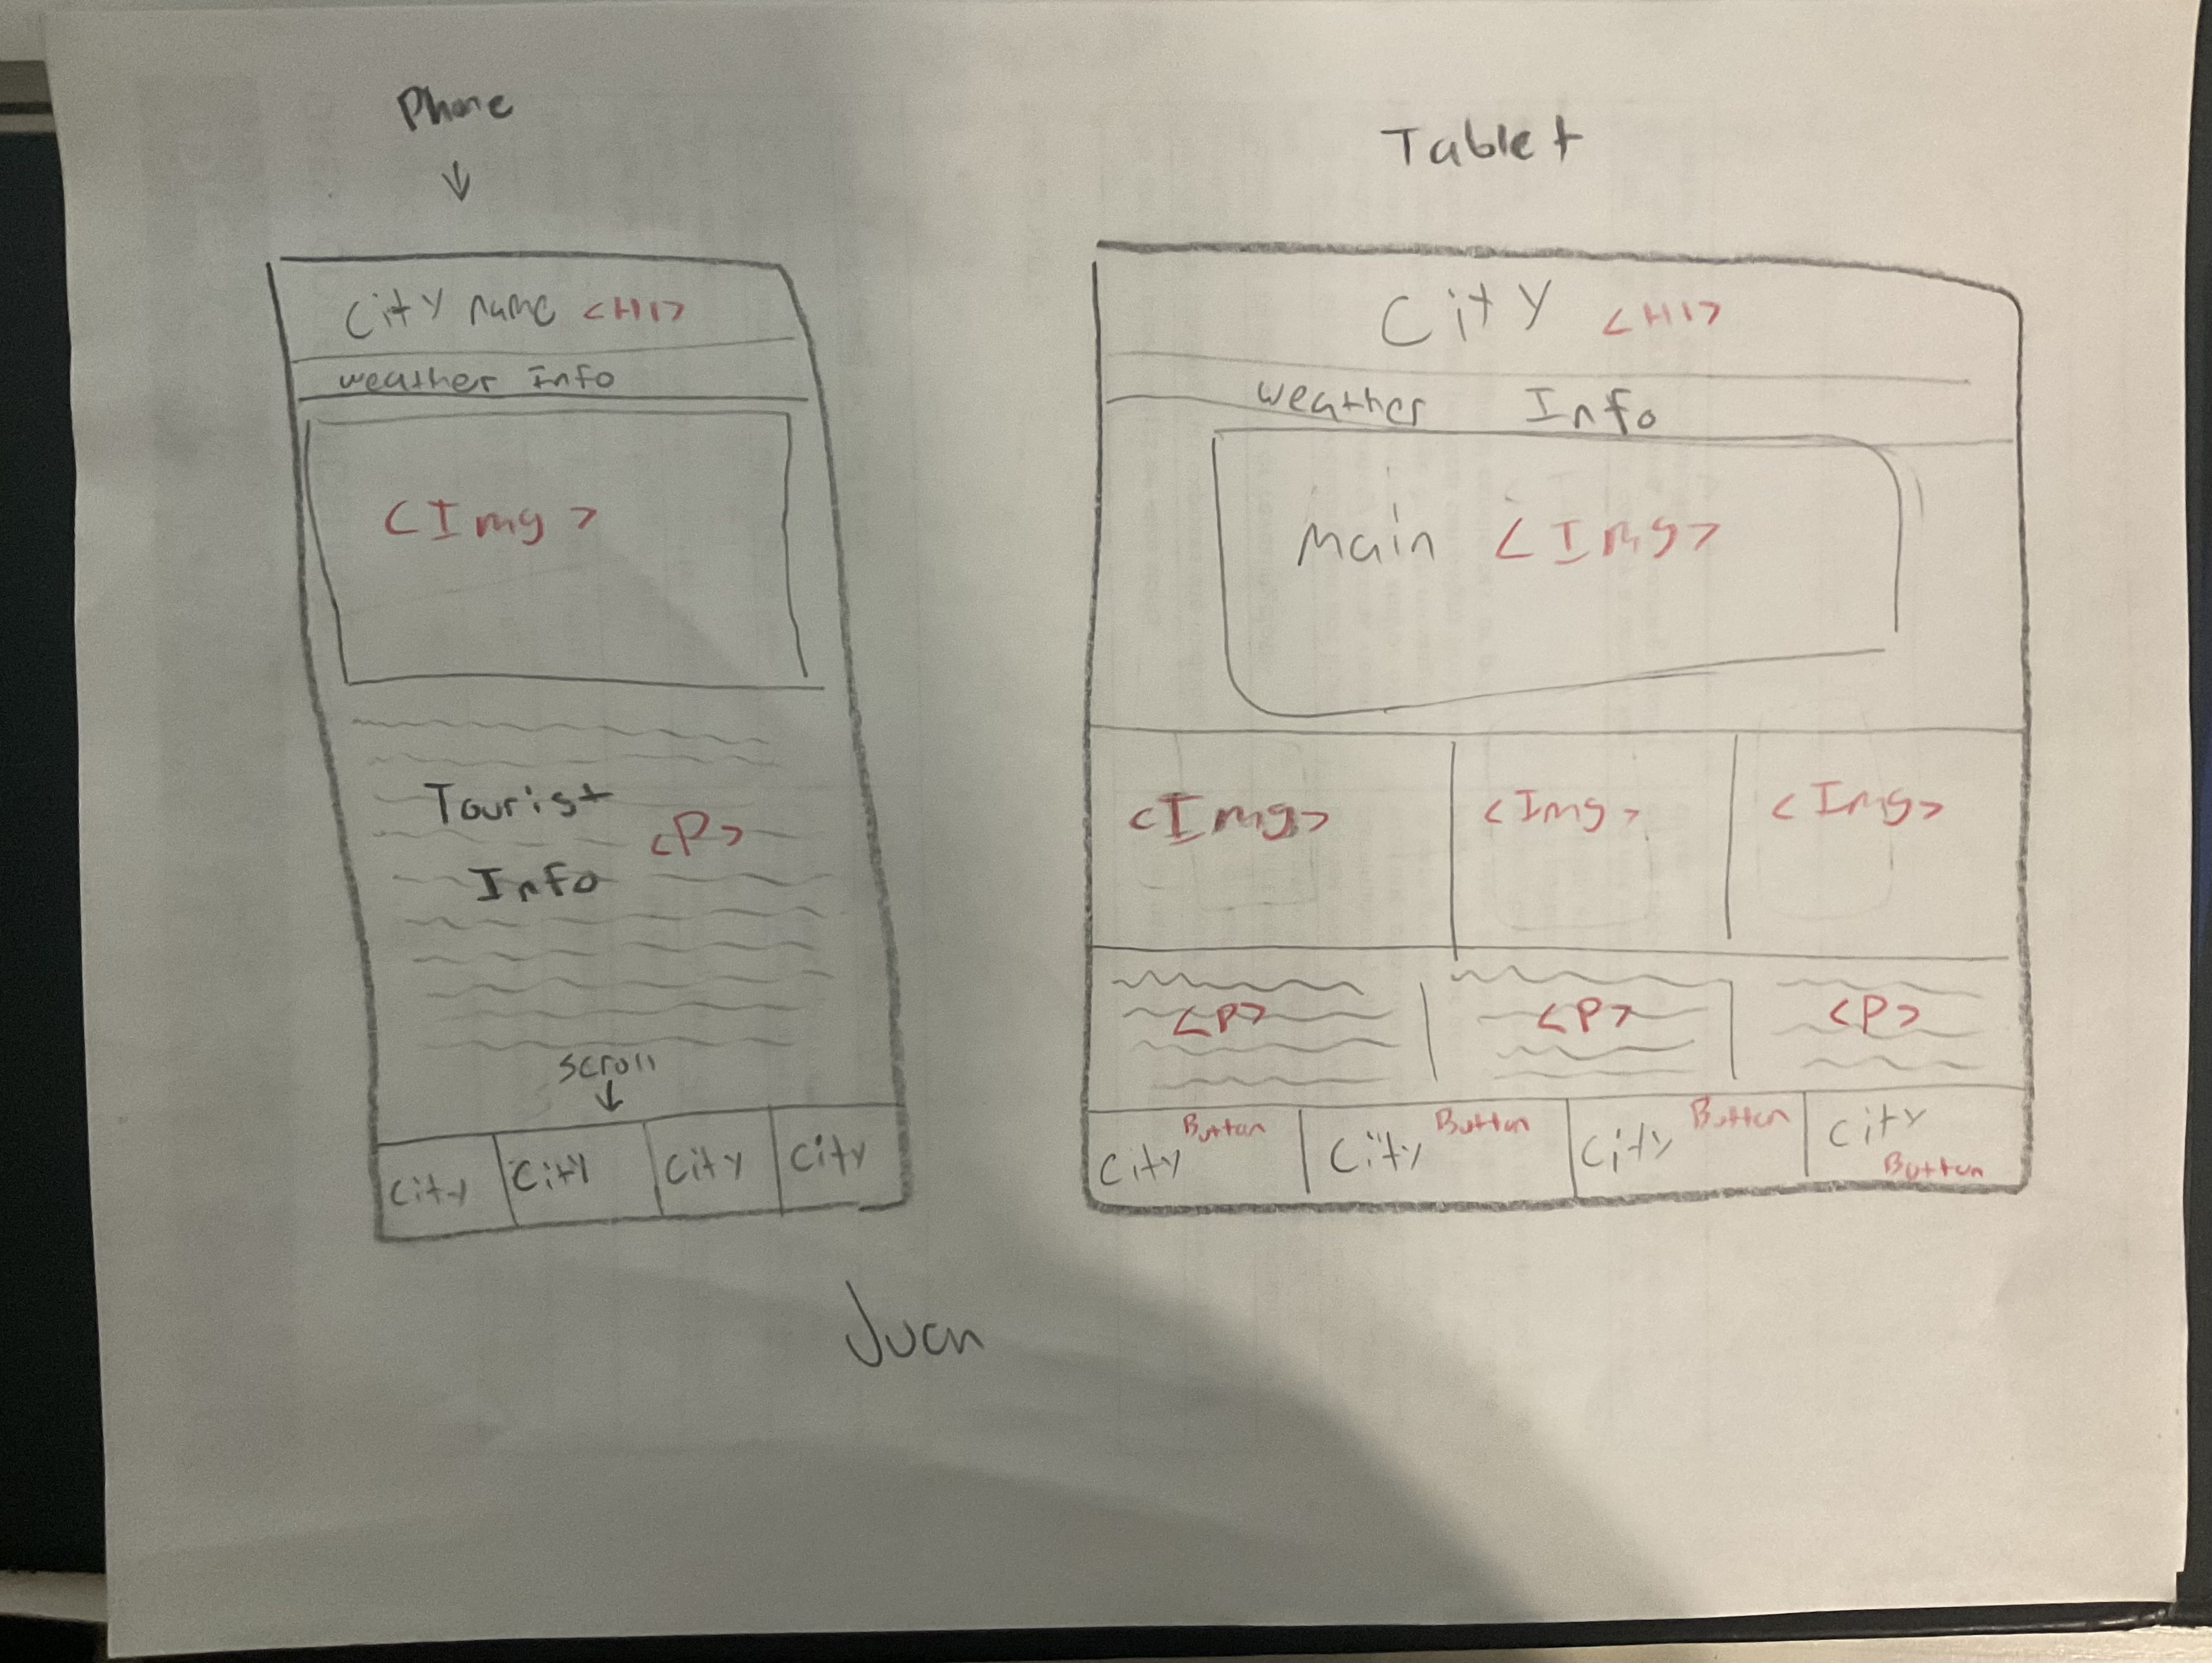 Phone
↓
City name <H1>
weather Info
<Img>
Tourist
<P>
Info
scroll
↓
City City City City
Tablet
City <H1>
weather Info
Main <Img>
<Img> <Img> <Img>
<P> <P> <P>
City Button City Button City Button City Button
Juan